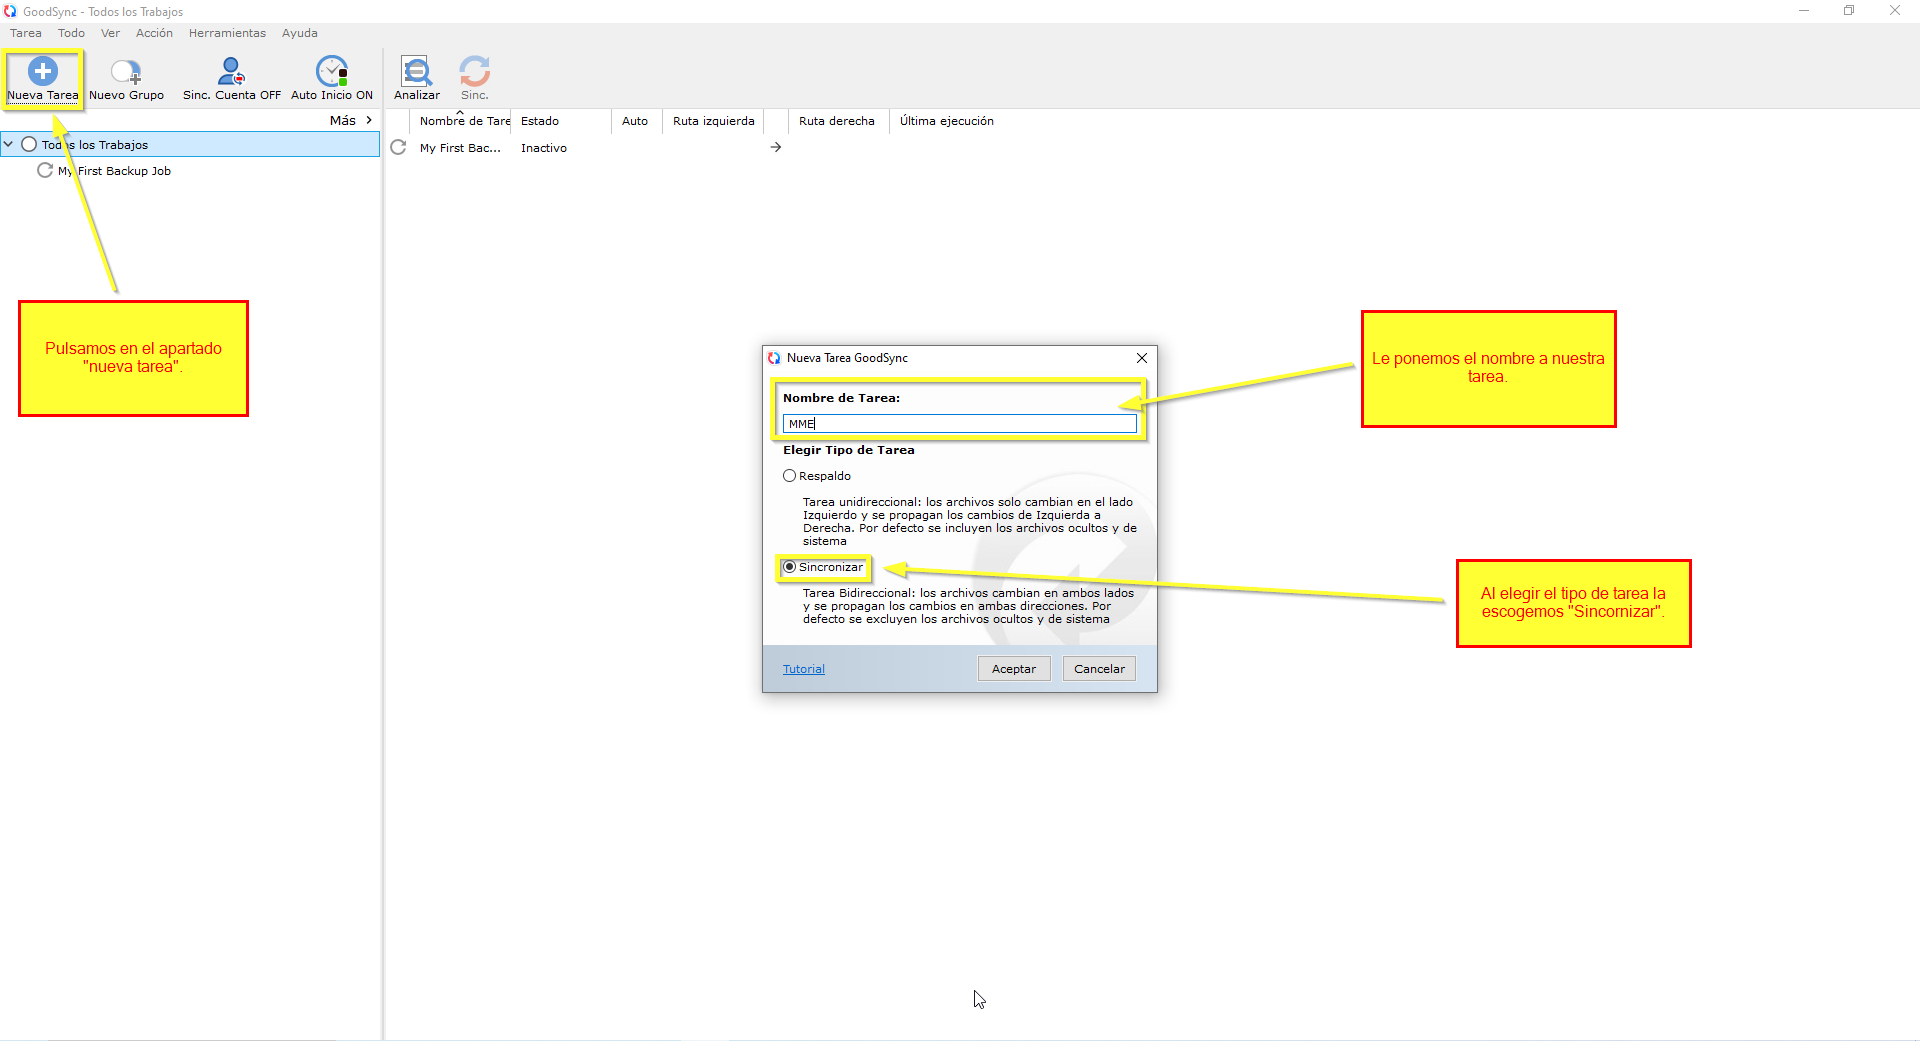 GoodSync - Todos los Trabajos
Tarea Todo Ver Acción Herramientas Ayuda
Nueva Tarea Nuevo Grupo Sinc. Cuenta OFF Auto Inicio ON Analizar Sinc.
Más
Nombre de Tare Estado Auto Ruta izquierda Ruta derecha Última ejecución
Todos los Trabajos
My First Bac... Inactivo
My First Backup Job
Pulsamos en el apartado
"nueva tarea".
Nueva Tarea GoodSync
Nombre de Tarea:
MME
Elegir Tipo de Tarea
Respaldo
Tarea unidireccional: los archivos solo cambian en el lado
Izquierdo y se propagan los cambios de Izquierda a
Derecha. Por defecto se incluyen los archivos ocultos y de
sistema
Sincronizar
Tarea Bidireccional: los archivos cambian en ambos lados
y se propagan los cambios en ambas direcciones. Por
defecto se excluyen los archivos ocultos y de sistema
Tutorial Aceptar Cancelar
Le ponemos el nombre a nuestra
tarea.
Al elegir el tipo de tarea la
escogemos "Sincornizar".